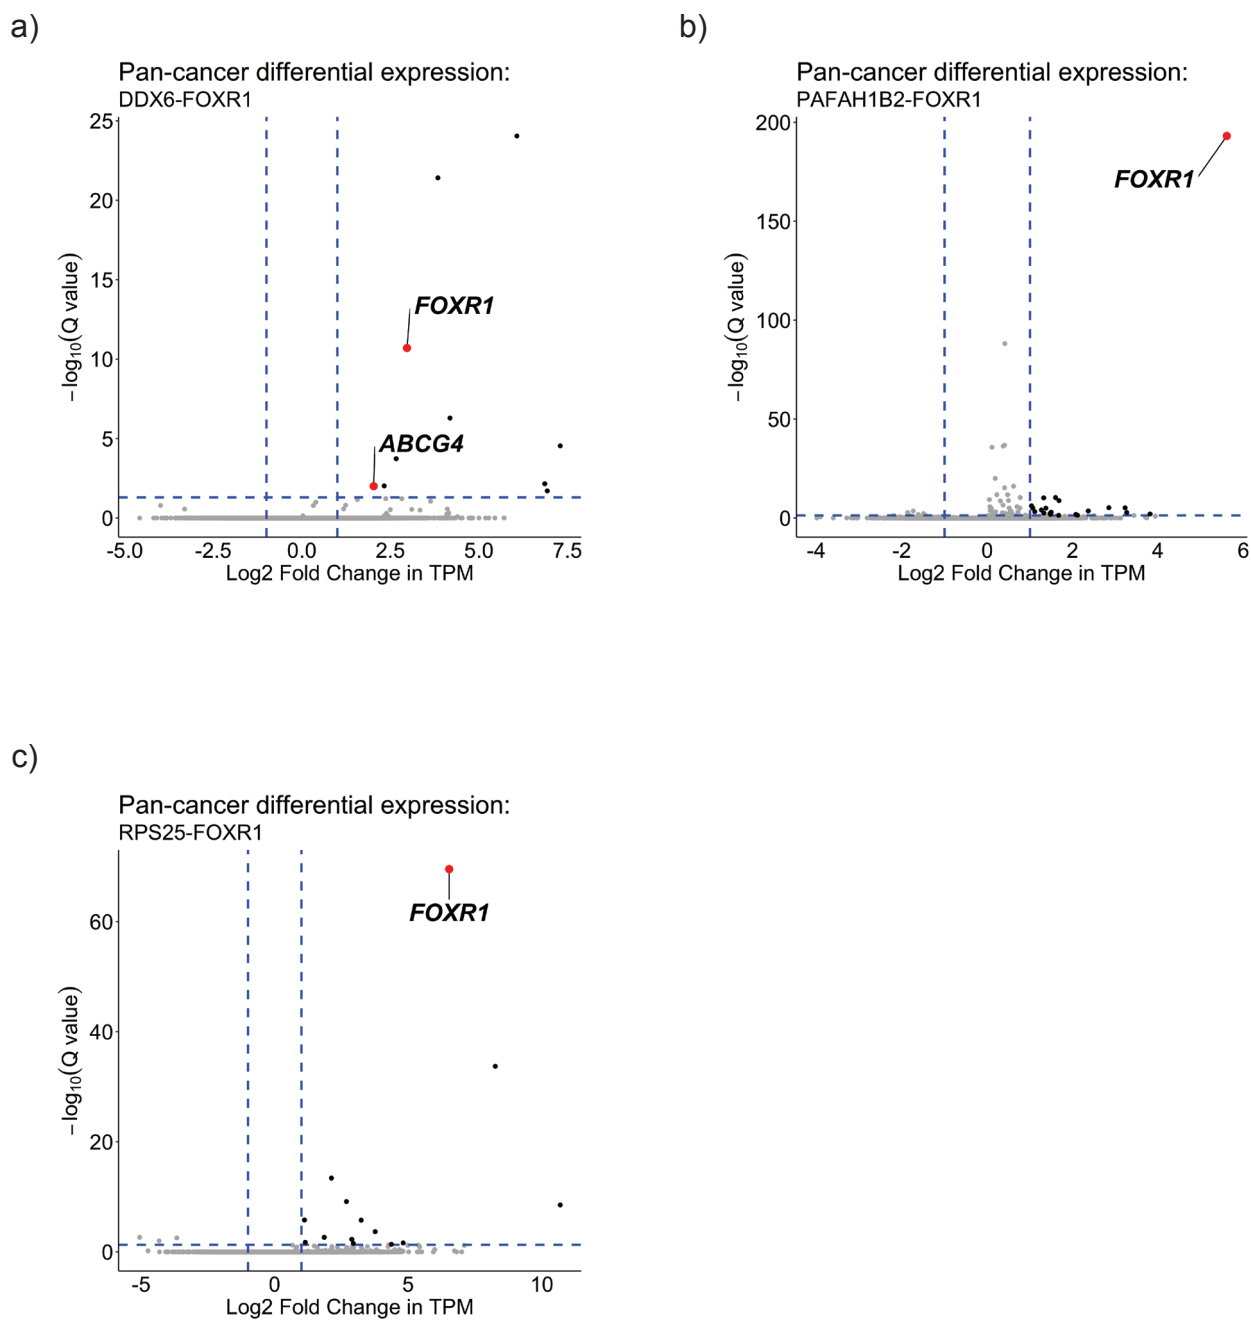 a)
Pan-cancer differential expression:
DDX6-FOXR1
25
20
15
10
5
0
−log10(Q value)
FOXR1
ABCG4
-5.0 -2.5 0.0 2.5 5.0 7.5
Log2 Fold Change in TPM
b)
Pan-cancer differential expression:
PAFAH1B2-FOXR1
200
150
100
50
0
−log10(Q value)
FOXR1
-4 -2 0 2 4 6
Log2 Fold Change in TPM
c)
Pan-cancer differential expression:
RPS25-FOXR1
60
40
20
0
−log10(Q value)
FOXR1
-5 0 5 10
Log2 Fold Change in TPM